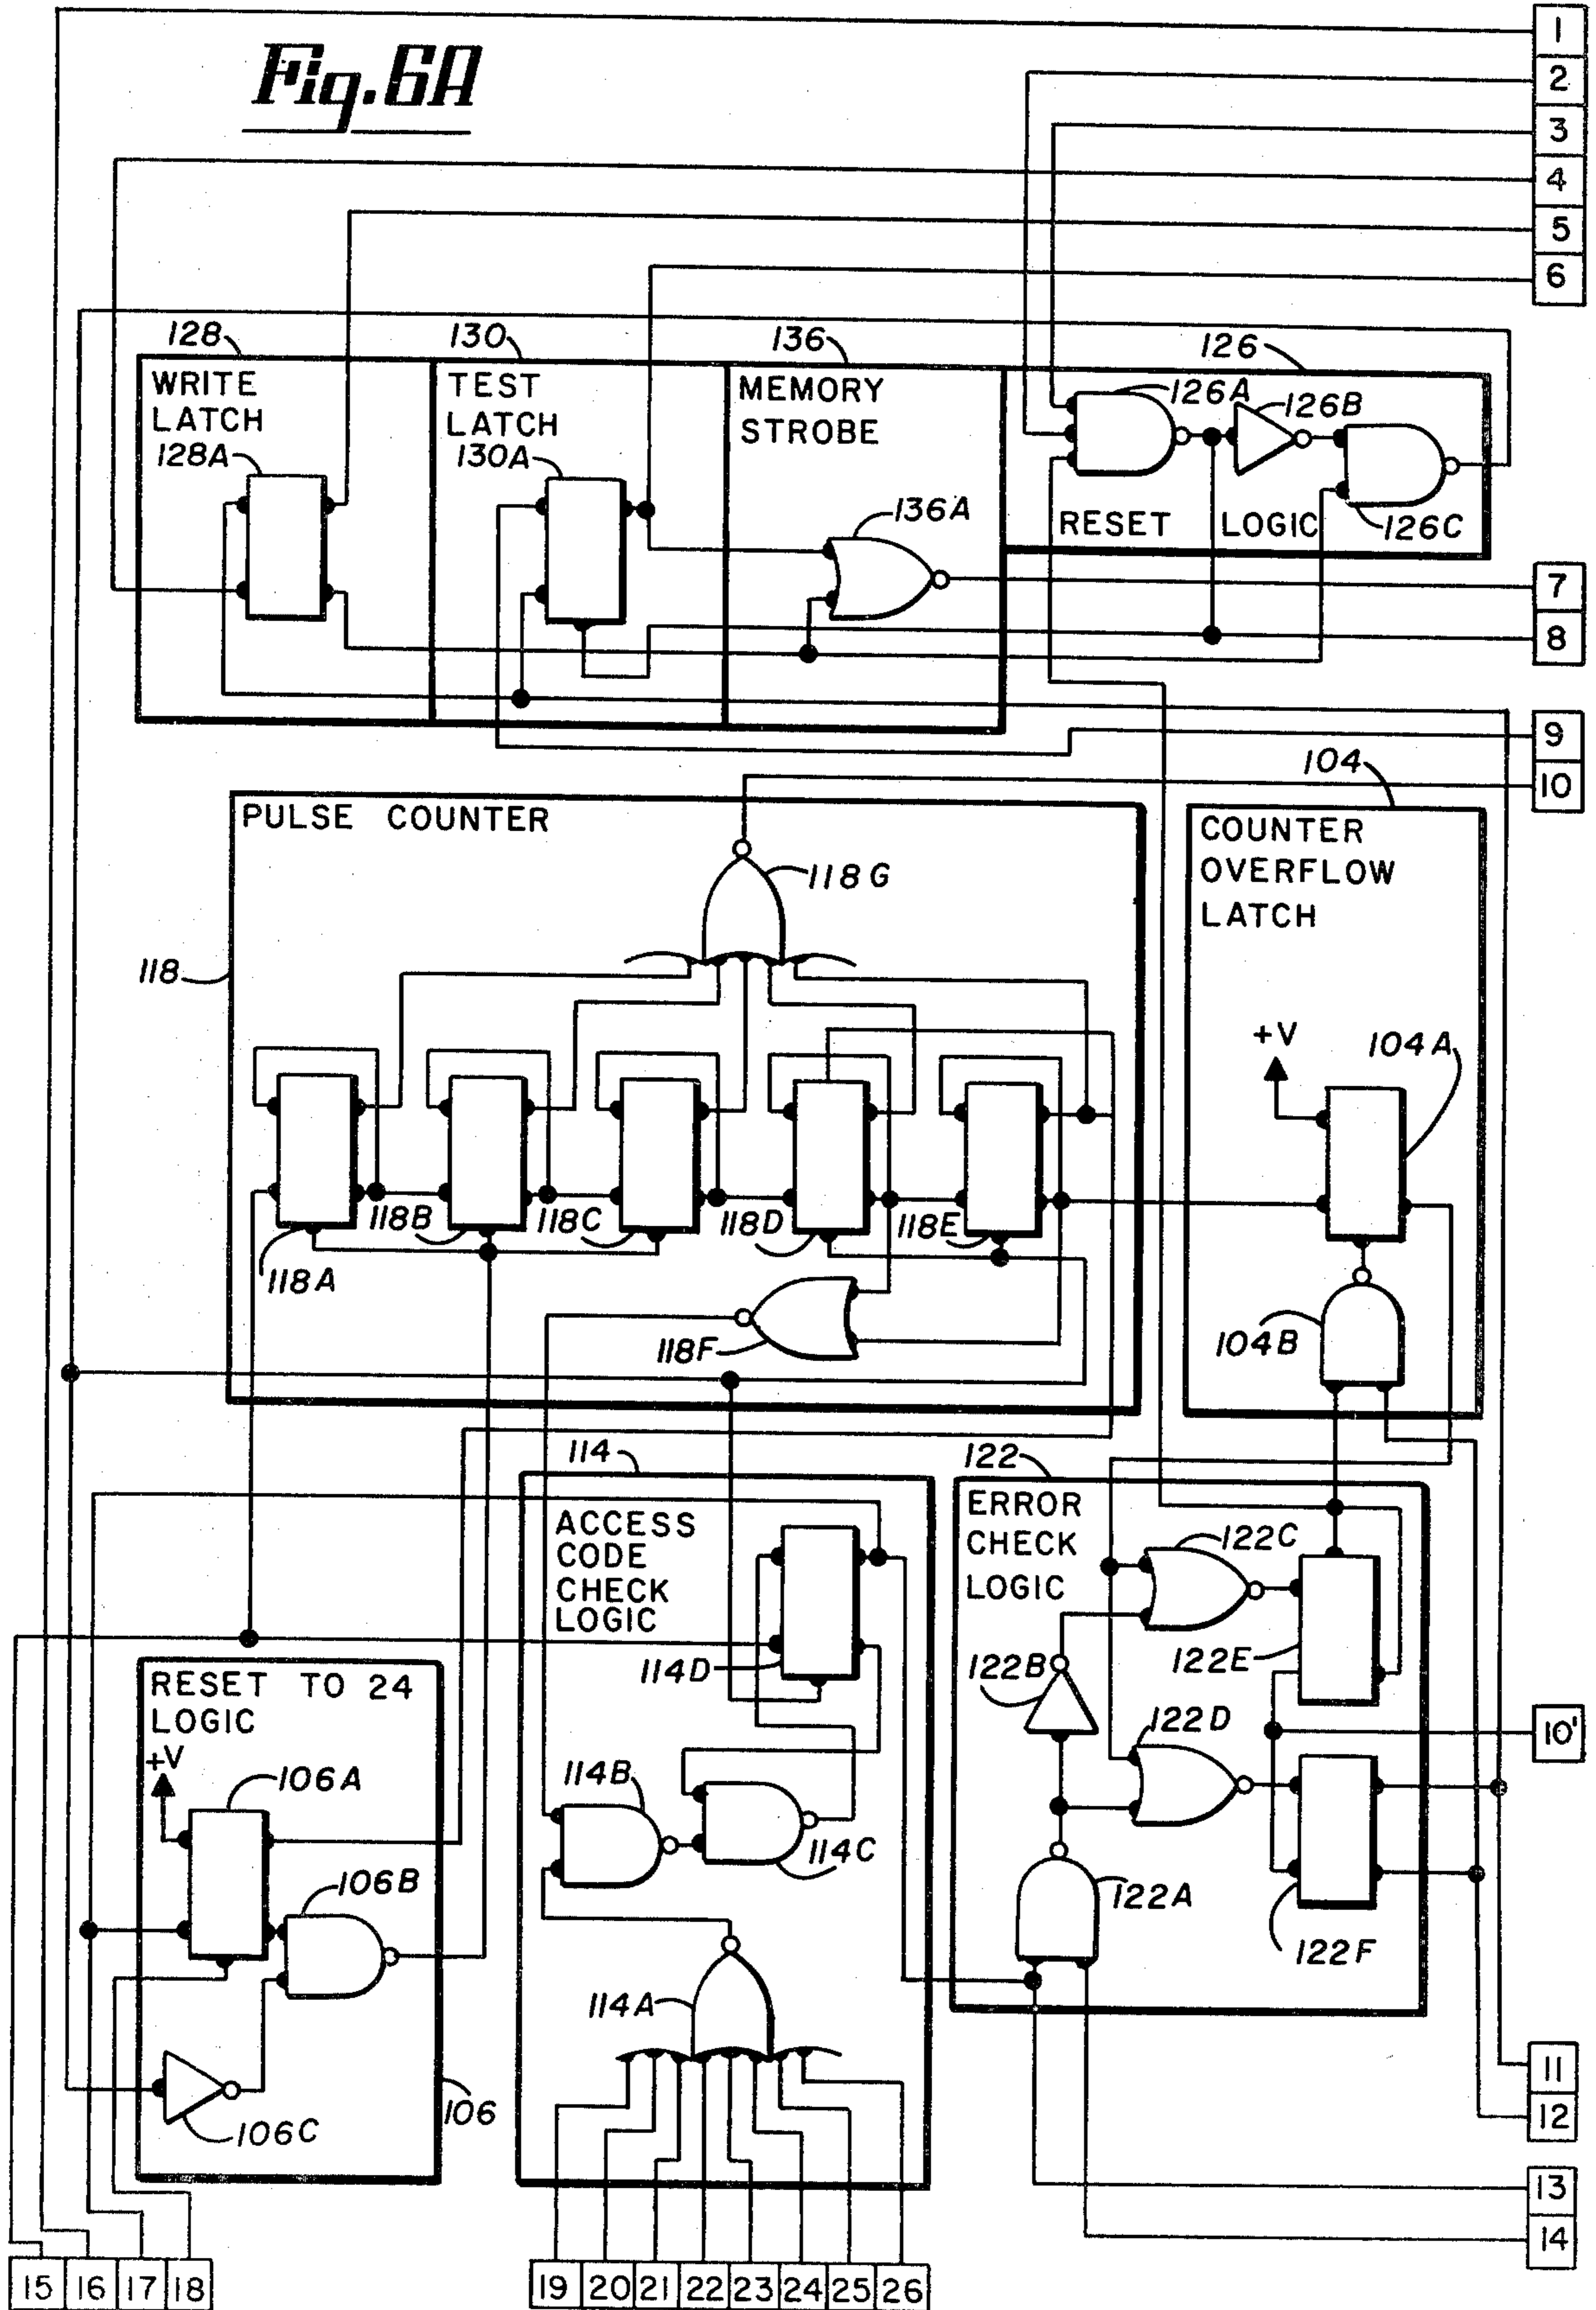 Fig. 6A
1
2
3
4
5
6
128
130
136
126
WRITE
LATCH
128A
TEST
LATCH
130A
MEMORY
STROBE
136A
126A
126B
126C
RESET LOGIC
7
8
9
10
104
PULSE COUNTER
118G
118
COUNTER
OVERFLOW
LATCH
+V
104A
118A
118B
118C
118D
118E
118F
104B
114
ACCESS
CODE
CHECK
LOGIC
114D
114B
114C
114A
122
ERROR
CHECK
LOGIC
122C
122B
122E
122D
122A
122F
10'
RESET TO 24
LOGIC
+V
106A
106B
106C
106
11
12
13
14
15 16 17 18
19 20 21 22 23 24 25 26